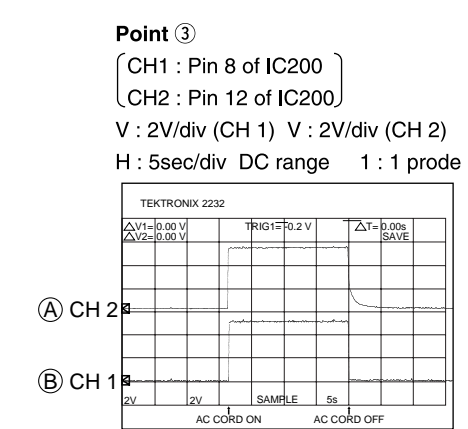 Point ③
CH1 : Pin 8 of IC200
CH2 : Pin 12 of IC200
V : 2V/div (CH 1) V : 2V/div (CH 2)
H : 5sec/div DC range 1 : 1 prode
TEKTRONIX 2232
△V1= 0.00 V TRIG1= -0.2 V △T= 0.00s
△V2= 0.00 V SAVE
Ⓐ CH 2
Ⓑ CH 1
2V 2V SAMPLE 5s
AC CORD ON AC CORD OFF